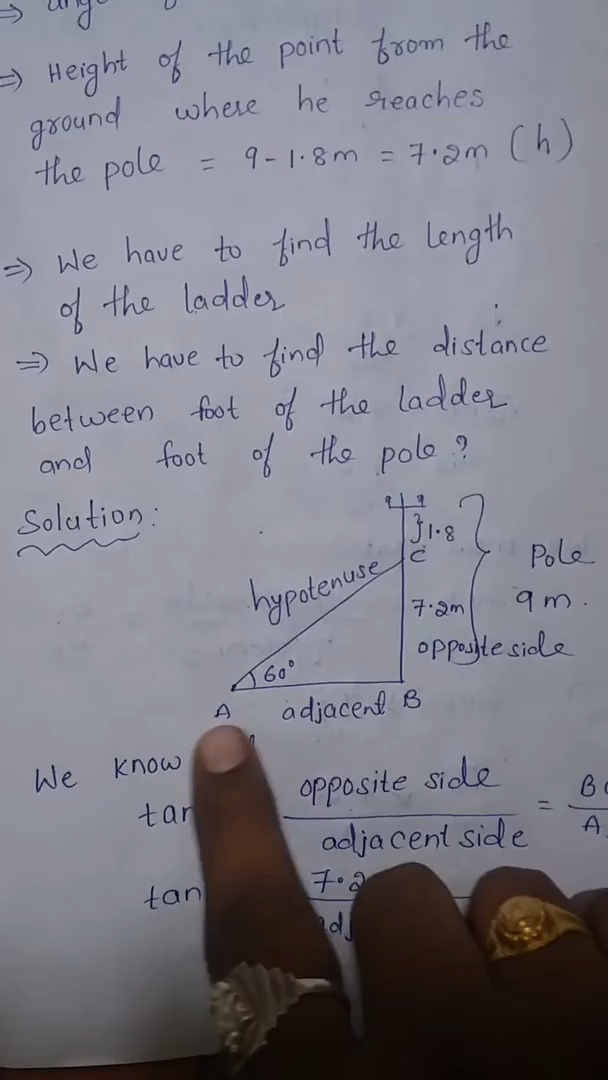 ⇒ Height of the point from the
ground where he reaches
the pole = 9-1.8m = 7.2m (h)
⇒ We have to find the length
of the ladder
⇒ We have to find the distance
between foot of the ladder
and foot of the pole?
Solution:
}1.8
C
hypotenuse
Pole
7.2m
9m.
opposite side
60°
A adjacent B
We know
opposite side
=
adjacent side
A
tan 7.2